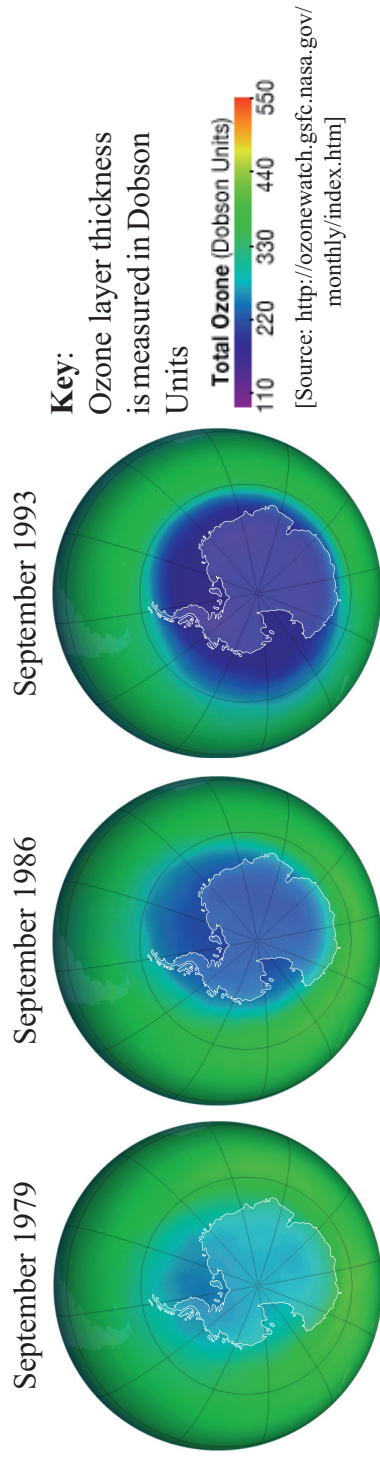 September 1979
September 1986
September 1993
Key:
Ozone layer thickness
is measured in Dobson
Units
Total Ozone (Dobson Units)
110 220 330 440 550
[Source: http://ozonewatch.gsfc.nasa.gov/
monthly/index.htm]